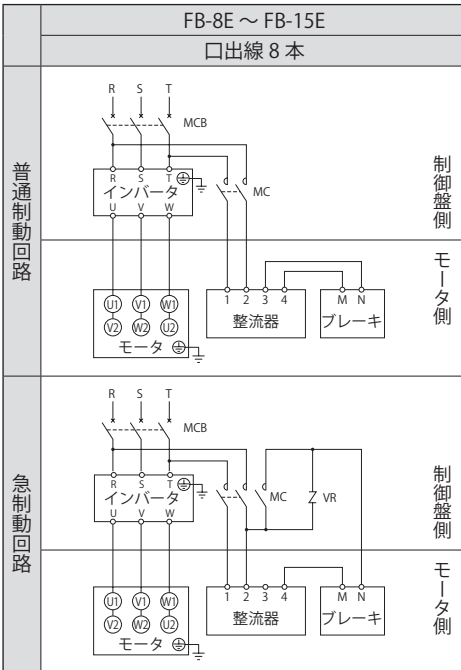 FB-8E ～ FB-15E
口出線 8 本
普通制動回路
R S T
MCB
R S T
インバータ
U V W
MC
制御盤側
モータ側
U1 V1 W1
V2 W2 U2
モータ
1 2 3 4
整流器
M N
ブレーキ
急制動回路
R S T
MCB
R S T
インバータ
U V W
MC
VR
制御盤側
モータ側
U1 V1 W1
V2 W2 U2
モータ
1 2 3 4
整流器
M N
ブレーキ